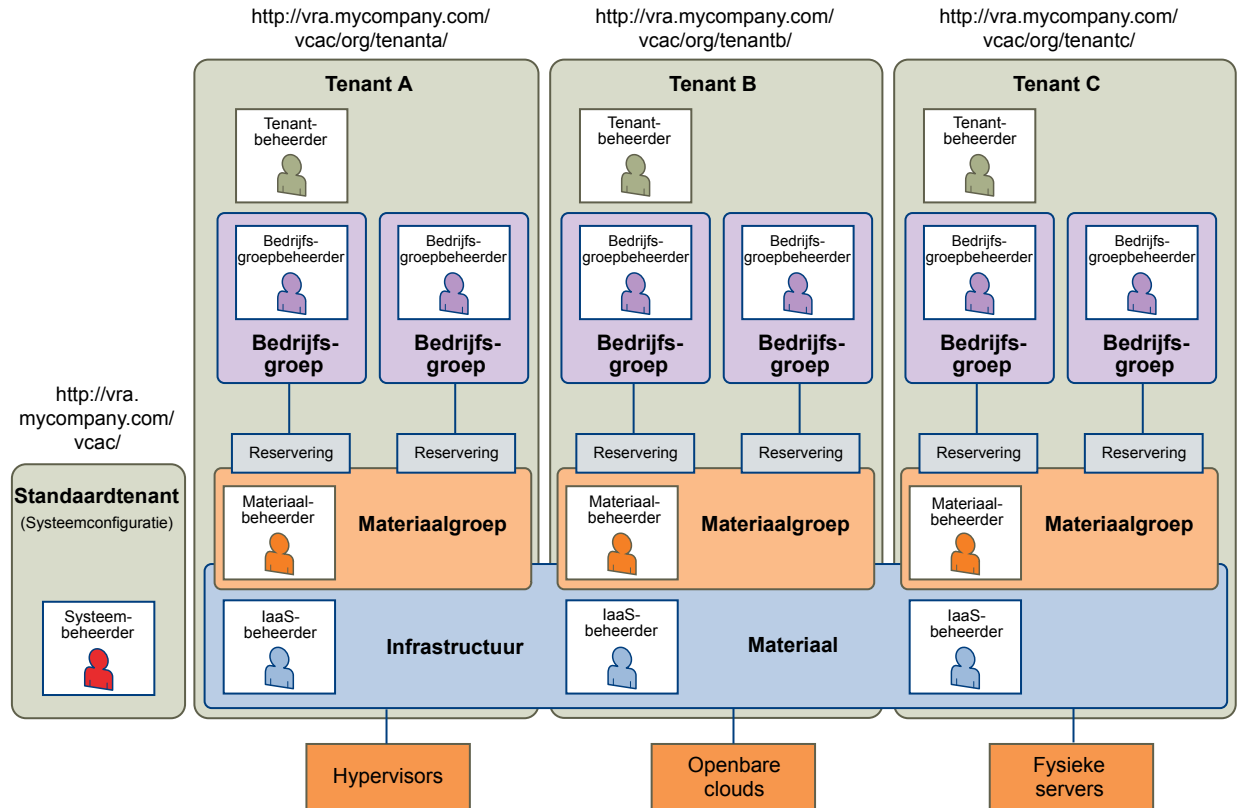 http://vra.mycompany.com/
vcac/org/tenanta/
http://vra.mycompany.com/
vcac/org/tenantb/
http://vra.mycompany.com/
vcac/org/tenantc/
Tenant A
Tenant B
Tenant C
Tenant-
beheerder
Tenant-
beheerder
Tenant-
beheerder
Bedrijfs-
groepbeheerder
Bedrijfs-
groepbeheerder
Bedrijfs-
groepbeheerder
Bedrijfs-
groepbeheerder
Bedrijfs-
groepbeheerder
Bedrijfs-
groepbeheerder
Bedrijfs-
groep
Bedrijfs-
groep
Bedrijfs-
groep
Bedrijfs-
groep
Bedrijfs-
groep
Bedrijfs-
groep
http://vra.
mycompany.com/
vcac/
Reservering
Reservering
Reservering
Reservering
Reservering
Reservering
Standaardtenant
(Systeemconfiguratie)
Materiaal-
beheerder
Materiaalgroep
Materiaal-
beheerder
Materiaalgroep
Materiaal-
beheerder
Materiaalgroep
Systeem-
beheerder
IaaS-
beheerder
Infrastructuur
IaaS-
beheerder
Materiaal
IaaS-
beheerder
Hypervisors
Openbare
clouds
Fysieke
servers